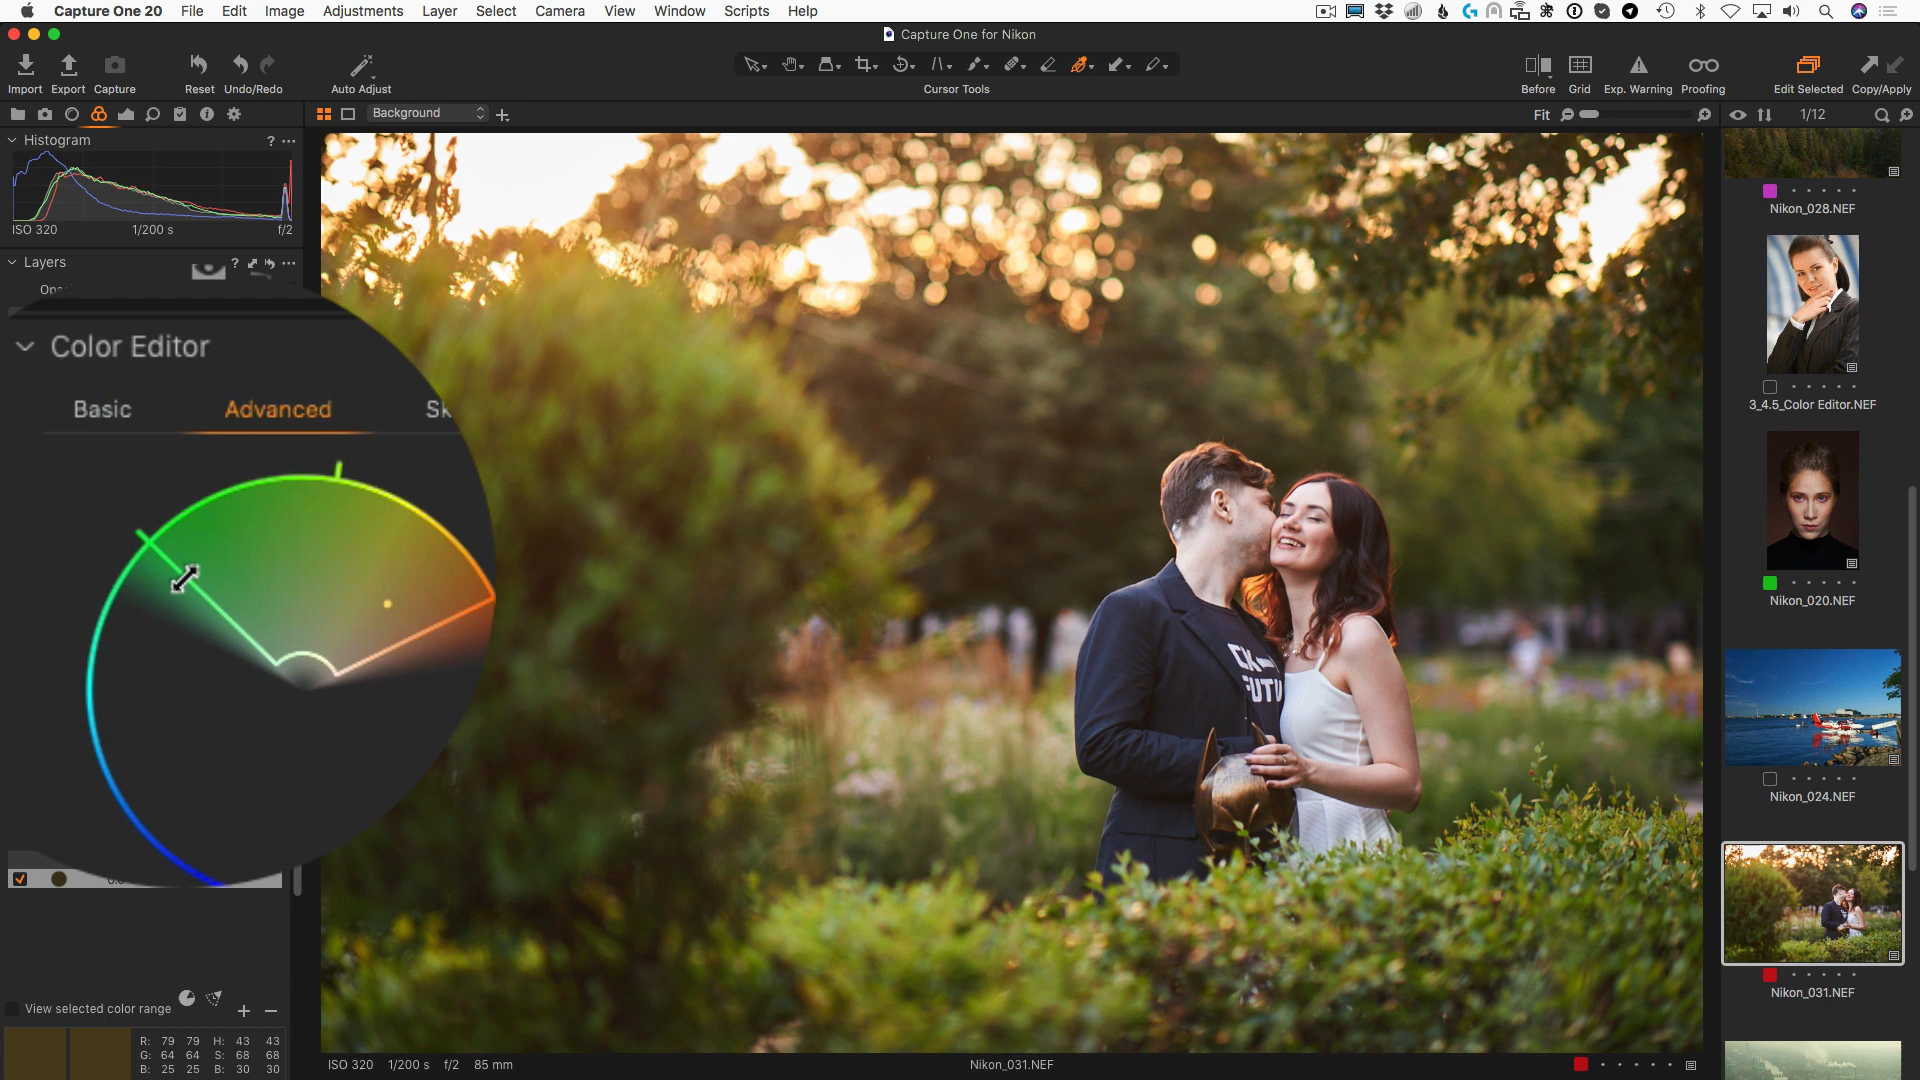 Capture One 20 File Edit Image Adjustments Layer Select Camera View Window Scripts Help
Capture One for Nikon
Import Export Capture Reset Undo/Redo Auto Adjust Cursor Tools Before Grid Exp. Warning Proofing Edit Selected Copy/Apply
Background Fit 1/12
Histogram ?
ISO 320 1/200 s f/2
Layers ?
Color Editor
Basic Advanced
View selected color range
R: 79 79 H: 43 43
G: 64 64 S: 68 68
B: 25 25 B: 30 30
CK
FUTU
ISO 320 1/200 s f/2 85 mm
Nikon_031.NEF
Nikon_028.NEF
3_4.5_Color Editor.NEF
Nikon_020.NEF
Nikon_024.NEF
Nikon_031.NEF